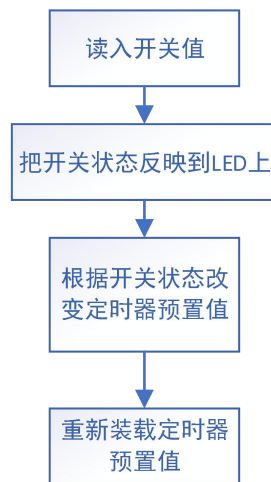 读入开关值
把开关状态反映到LED上
根据开关状态改
变定时器预置值
重新装载定时器
预置值